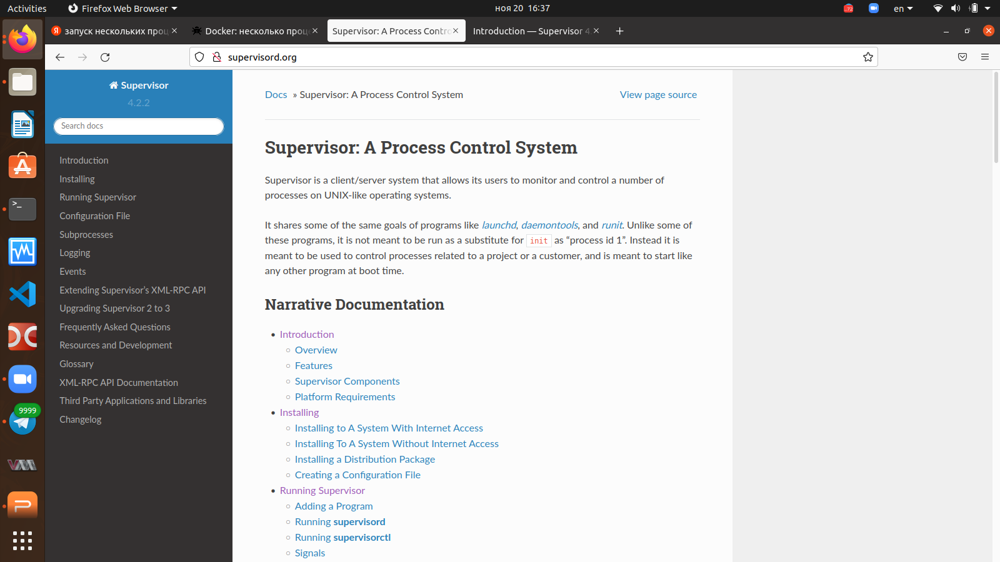 Activities
Firefox Web Browser
ноя 20 16:37
72
en
запуск нескольких проц
Docker: несколько проце
Supervisor: A Process Contro
Introduction — Supervisor 4
supervisord.org
Supervisor
4.2.2
Search docs
Introduction
Installing
Running Supervisor
Configuration File
Subprocesses
Logging
Events
Extending Supervisor's XML-RPC API
Upgrading Supervisor 2 to 3
Frequently Asked Questions
Resources and Development
Glossary
XML-RPC API Documentation
Third Party Applications and Libraries
Changelog
9999
Docs » Supervisor: A Process Control System
View page source
Supervisor: A Process Control System
Supervisor is a client/server system that allows its users to monitor and control a number of
processes on UNIX-like operating systems.
It shares some of the same goals of programs like launchd, daemontools, and runit. Unlike some of
these programs, it is not meant to be run as a substitute for init as “process id 1”. Instead it is
meant to be used to control processes related to a project or a customer, and is meant to start like
any other program at boot time.
Narrative Documentation
• Introduction
○ Overview
○ Features
○ Supervisor Components
○ Platform Requirements
• Installing
○ Installing to A System With Internet Access
○ Installing To A System Without Internet Access
○ Installing a Distribution Package
○ Creating a Configuration File
• Running Supervisor
○ Adding a Program
○ Running supervisord
○ Running supervisorctl
○ Signals